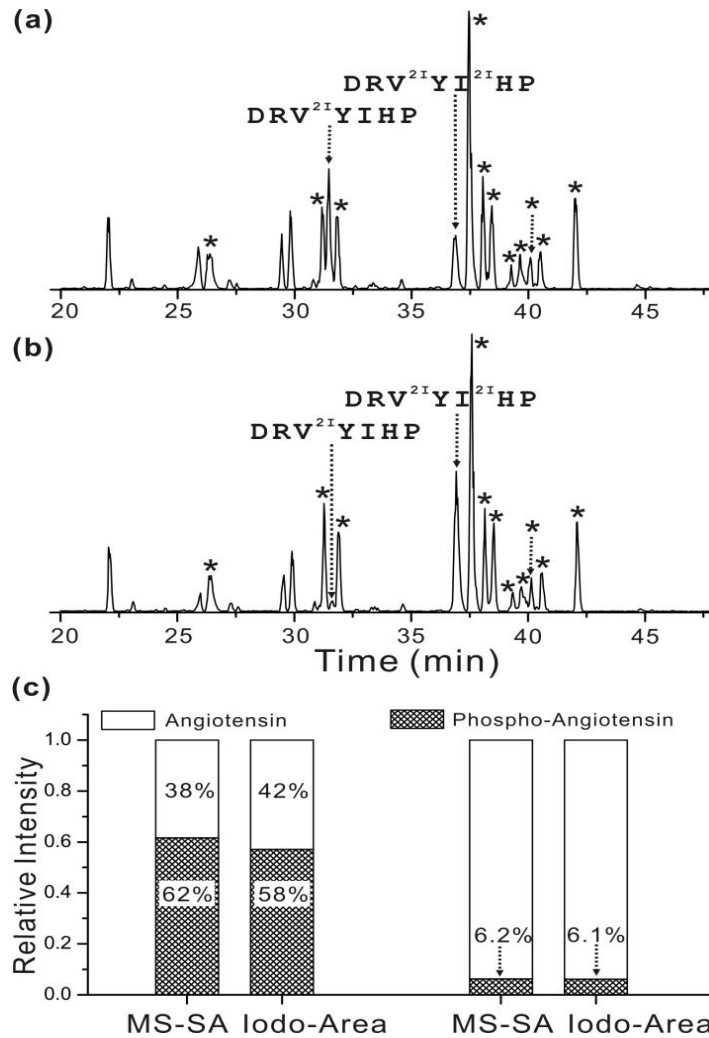 (a)
*
DRV²ᴵYI²ᴵHP
DRV²ᴵYIHP
* * * * * * * * * * *
20 25 30 35 40 45
(b)
*
DRV²ᴵYI²ᴵHP
DRV²ᴵYIHP
* * * * * * * * * *
20 25 30 35 40 45
Time (min)
(c)
Angiotensin Phospho-Angiotensin
Relative Intensity
1.0
0.8
0.6
0.4
0.2
0.0
38% 42%
62% 58%
6.2% 6.1%
MS-SA Iodo-Area MS-SA Iodo-Area